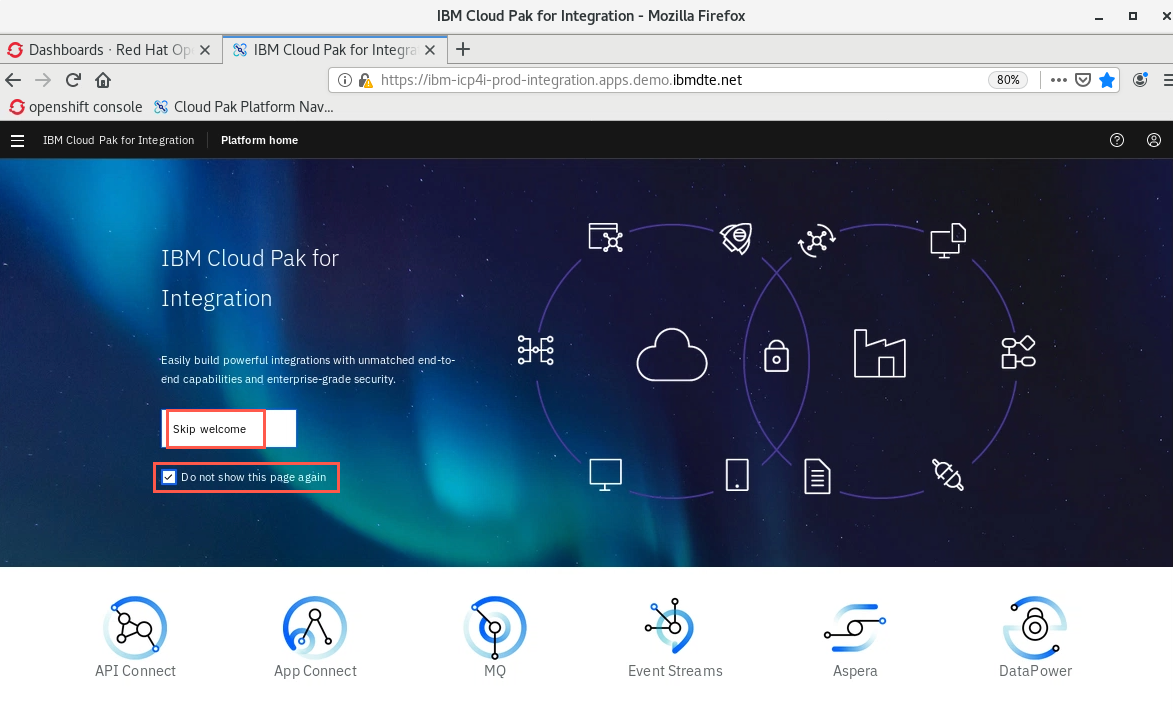 IBM Cloud Pak for Integration - Mozilla Firefox
Dashboards · Red Hat Op
IBM Cloud Pak for Integra
https://ibm-icp4i-prod-integration.apps.demo.ibmdte.net
80%
openshift console
Cloud Pak Platform Nav...
IBM Cloud Pak for Integration
Platform home
IBM Cloud Pak for
Integration
Easily build powerful integrations with unmatched end-to-
end capabilities and enterprise-grade security.
Skip welcome
Do not show this page again
API Connect
App Connect
MQ
Event Streams
Aspera
DataPower